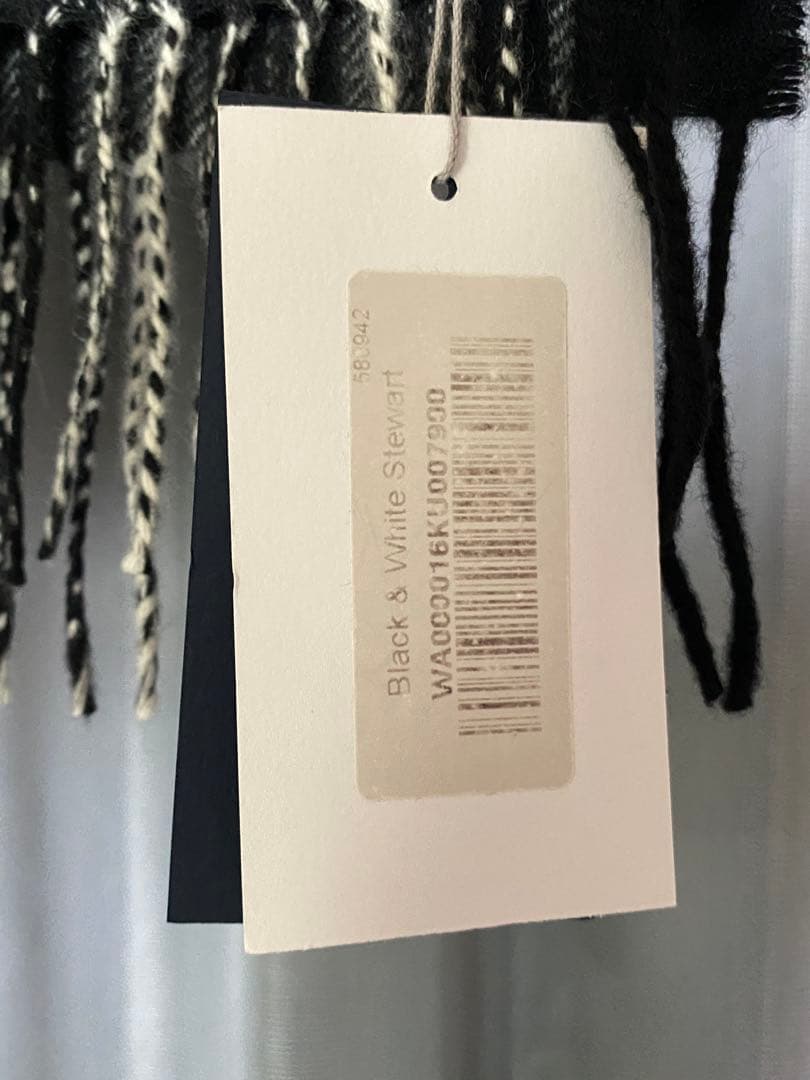 580942
Black & White Stewart
WA000016KU007900